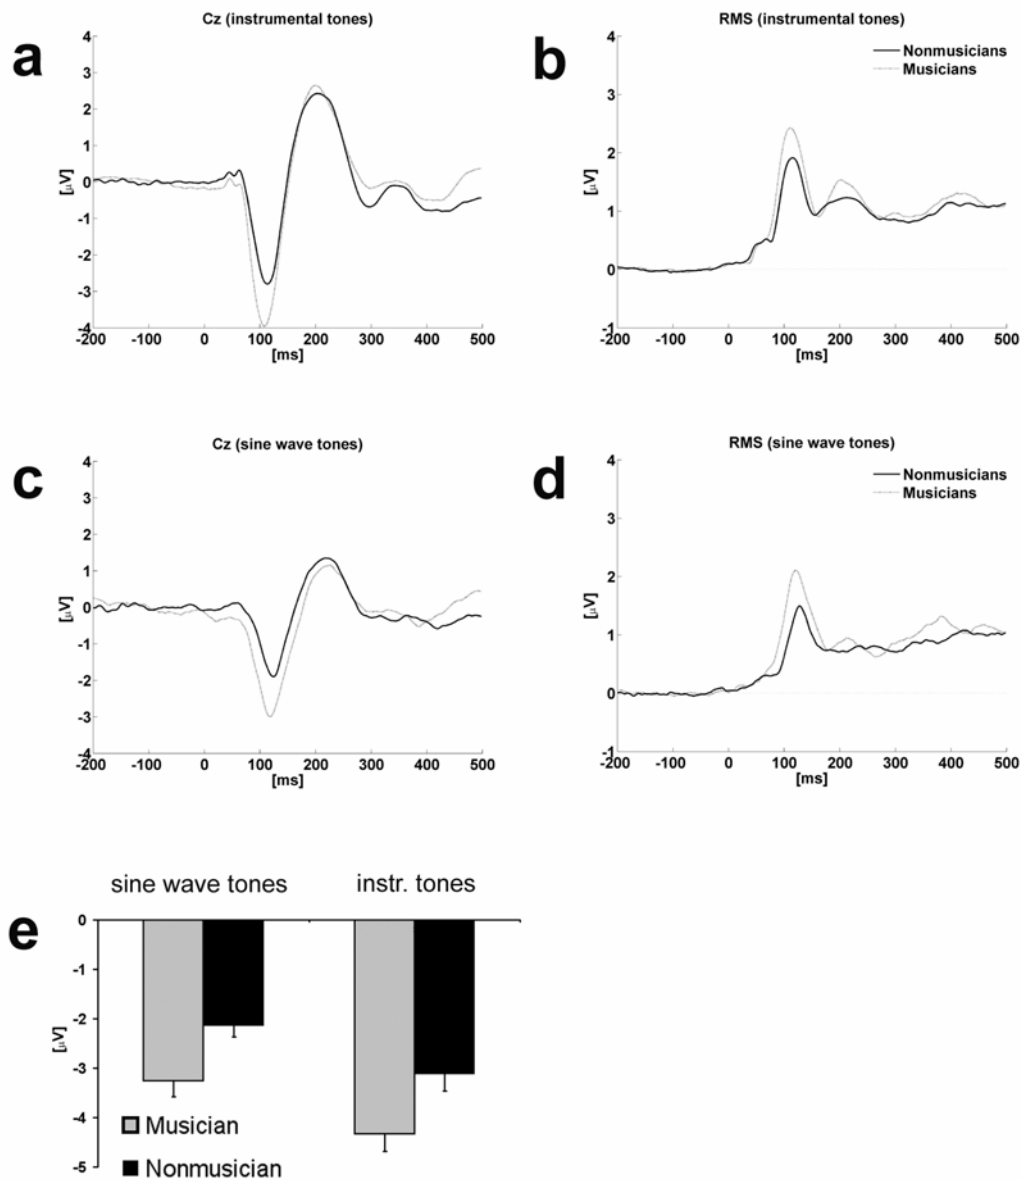 a
Cz (instrumental tones)
4
3
2
1
0
-1
-2
-3
-4
[µV]
-200 -100 0 100 200 300 400 500
[ms]
b
RMS (instrumental tones)
Nonmusicians
Musicians
4
3
2
1
0
-1
[µV]
-200 -100 0 100 200 300 400 500
[ms]
c
Cz (sine wave tones)
4
3
2
1
0
-1
-2
-3
-4
[µV]
-200 -100 0 100 200 300 400 500
[ms]
d
RMS (sine wave tones)
Nonmusicians
Musicians
4
3
2
1
0
-1
[µV]
-200 -100 0 100 200 300 400 500
[ms]
e
sine wave tones instr. tones
0
-1
-2
-3
-4
-5
[µV]
Musician
Nonmusician